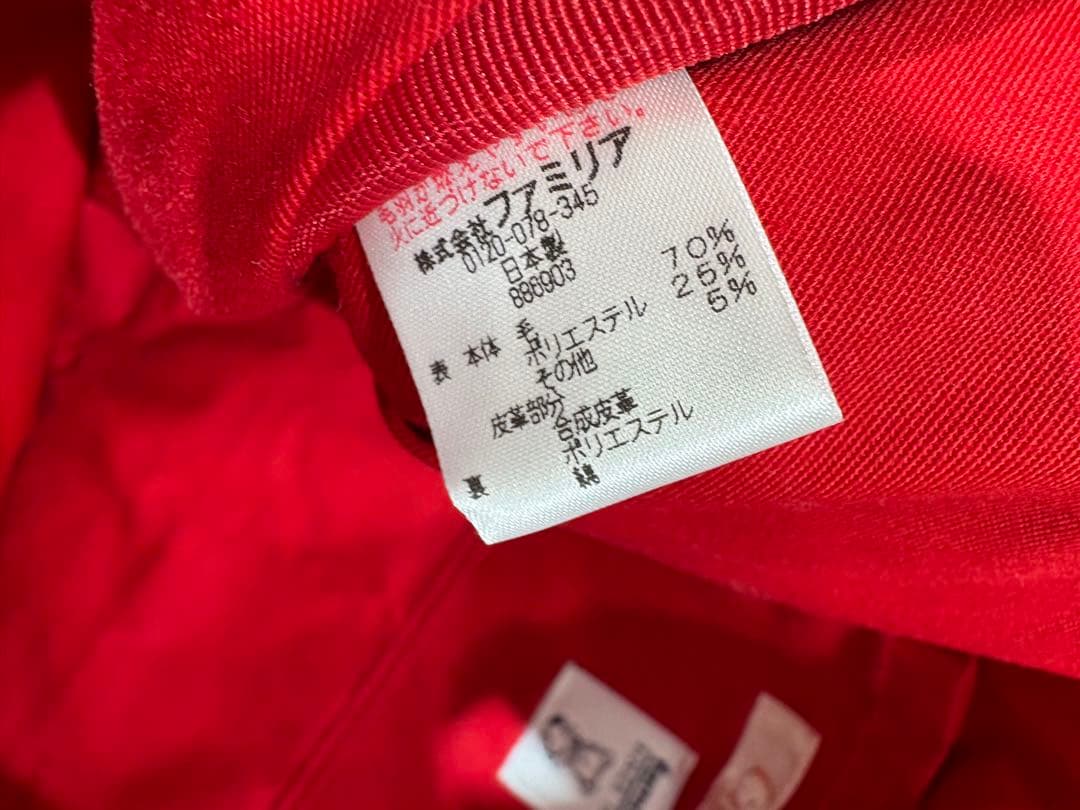 火に近づけないで下さい。
株式会社ファミリア
0120-078-345
日本製
886903
表 本体 毛 70%
ポリエステル 25%
その他 5%
皮革部分
合成皮革
ポリエステル
裏 綿